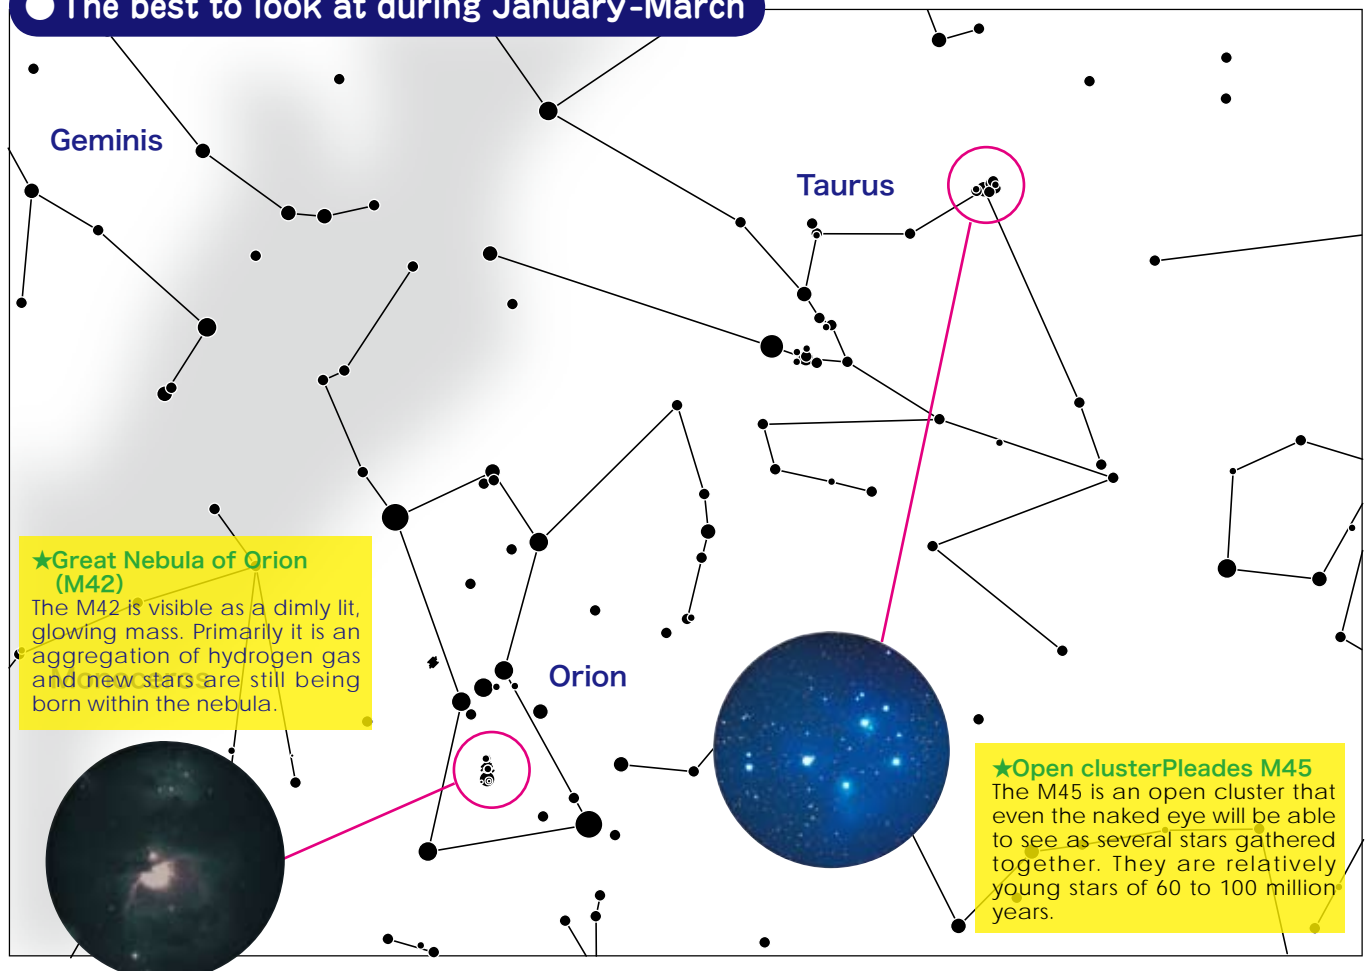 The best to look at during January-March
Geminis
Taurus
★Great Nebula of Orion
(M42)
The M42 is visible as a dimly lit,
glowing mass. Primarily it is an
aggregation of hydrogen gas
and new stars are still being
born within the nebula.
Monoceros
Orion
★Open clusterPleades M45
The M45 is an open cluster that
even the naked eye will be able
to see as several stars gathered
together. They are relatively
young stars of 60 to 100 million
years.